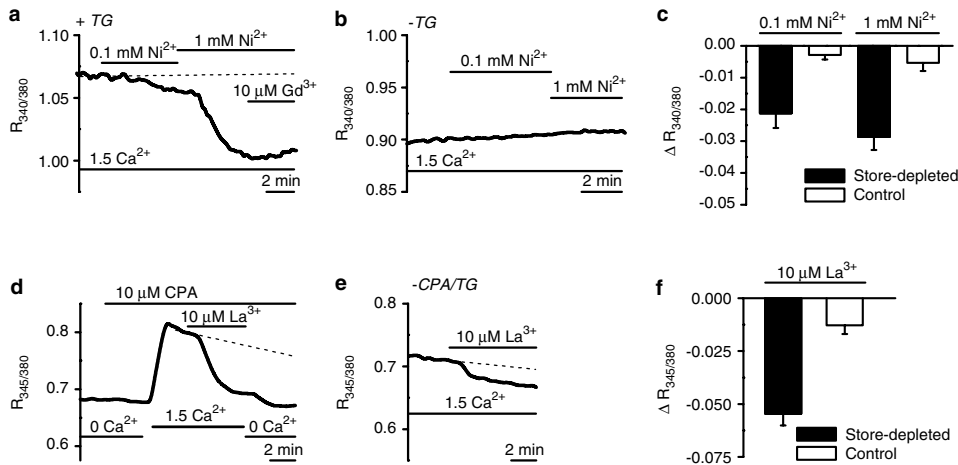 a
+ TG
0.1 mM Ni²⁺
1 mM Ni²⁺
10 μM Gd³⁺
1.5 Ca²⁺
2 min
1.10
1.05
1.00
R340/380
b
-TG
0.1 mM Ni²⁺
1 mM Ni²⁺
1.5 Ca²⁺
2 min
1.00
0.95
0.90
0.85
R340/380
c
0.1 mM Ni²⁺
1 mM Ni²⁺
0.00
-0.01
-0.02
-0.03
-0.04
-0.05
Δ R340/380
Store-depleted
Control
d
10 μM CPA
10 μM La³⁺
0 Ca²⁺
1.5 Ca²⁺
0 Ca²⁺
2 min
0.8
0.7
0.6
R345/380
e
-CPA/TG
10 μM La³⁺
1.5 Ca²⁺
2 min
0.8
0.7
0.6
R345/380
f
10 μM La³⁺
0.000
-0.025
-0.050
-0.075
Δ R345/380
Store-depleted
Control